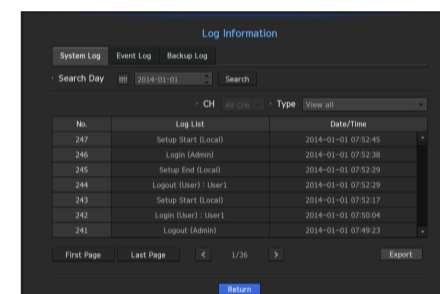 Log Information
System Log Event Log Backup Log
Search Day 2014-01-01 Search
CH All CHs Type View all
No. Log List Date/Time
247 Setup Start (Local) 2014-01-01 07:52:45
246 Login (Admin) 2014-01-01 07:52:38
245 Setup End (Local) 2014-01-01 07:52:29
244 Logout (User) : User1 2014-01-01 07:52:29
243 Setup Start (Local) 2014-01-01 07:52:17
242 Login (User) : User1 2014-01-01 07:50:04
241 Logout (Admin) 2014-01-01 07:49:23
First Page Last Page < 1/36 > Export
Return